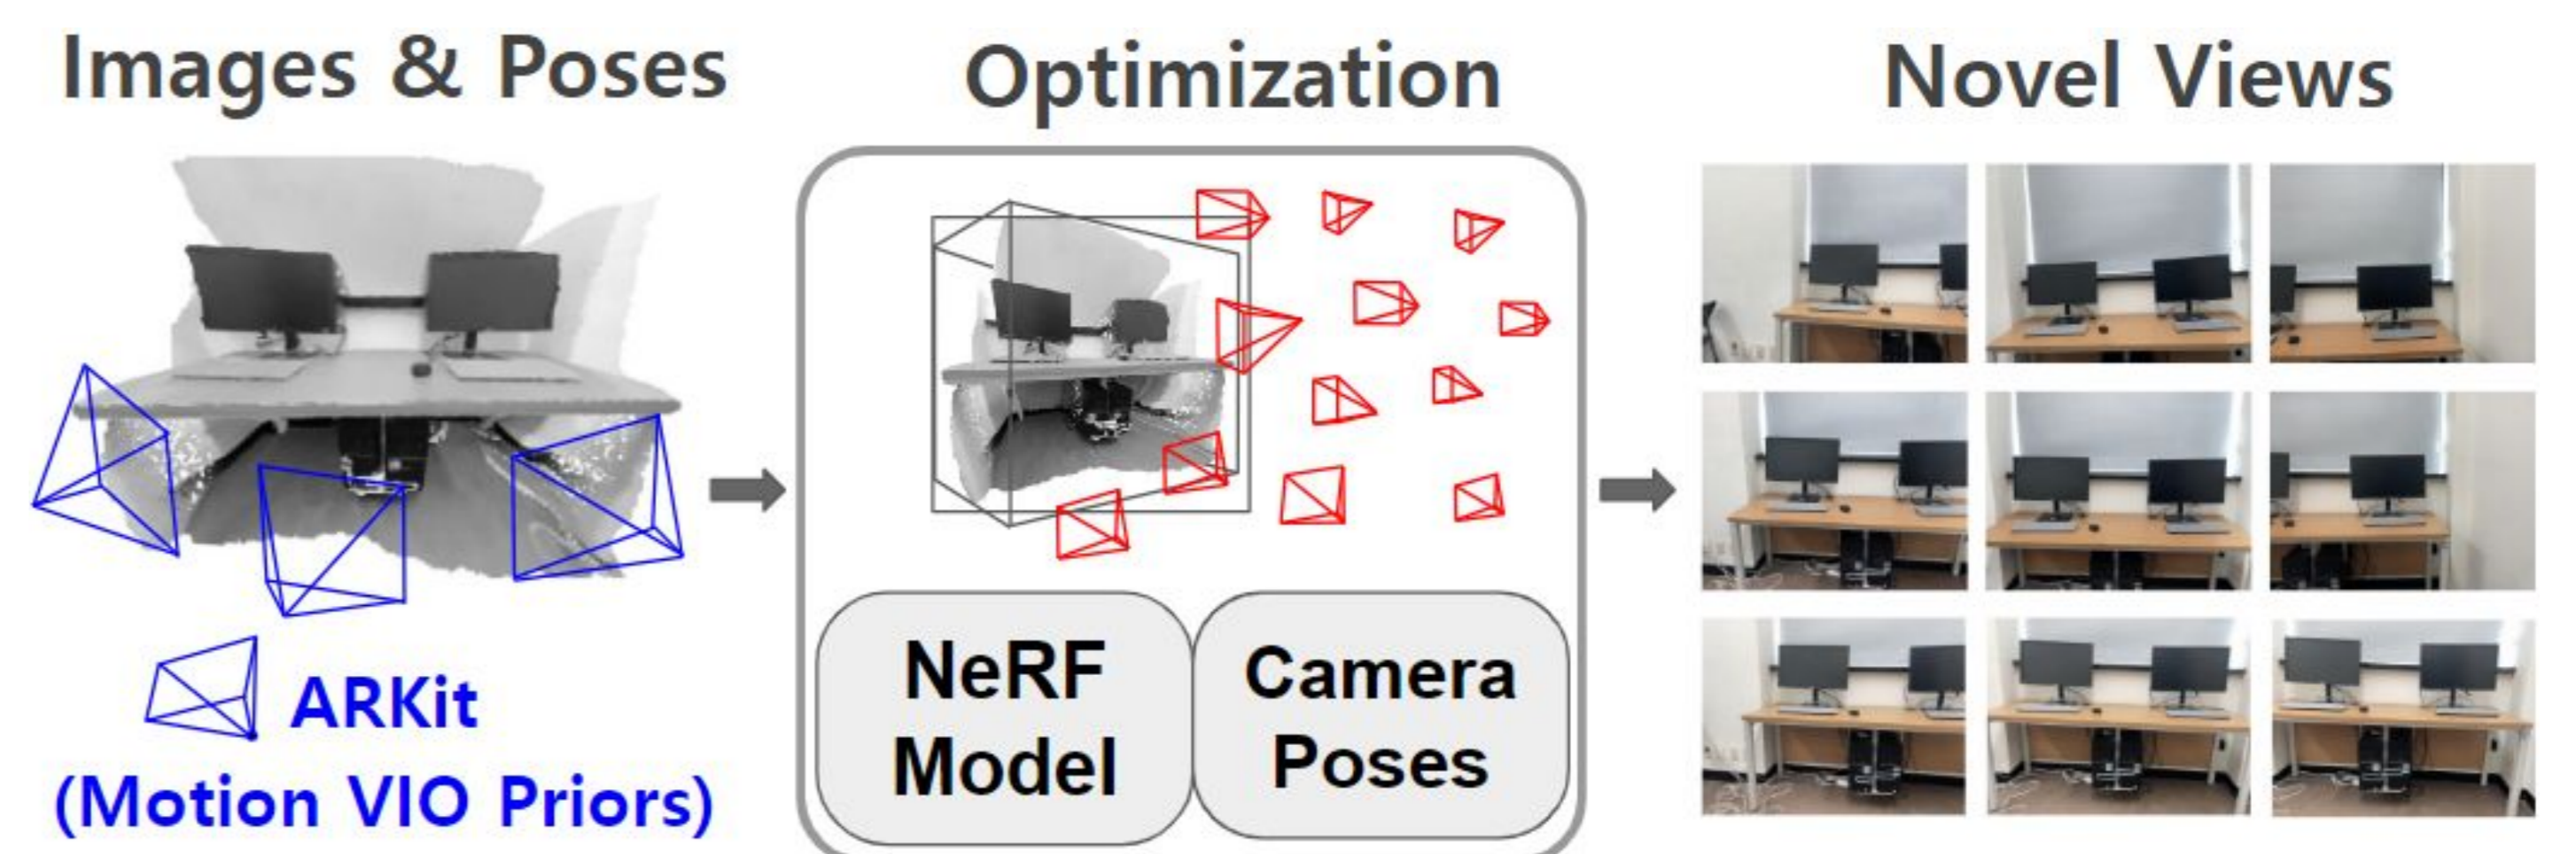 Images & Poses
Optimization
Novel Views
ARKit
(Motion VIO Priors)
NeRF
Model
Camera
Poses